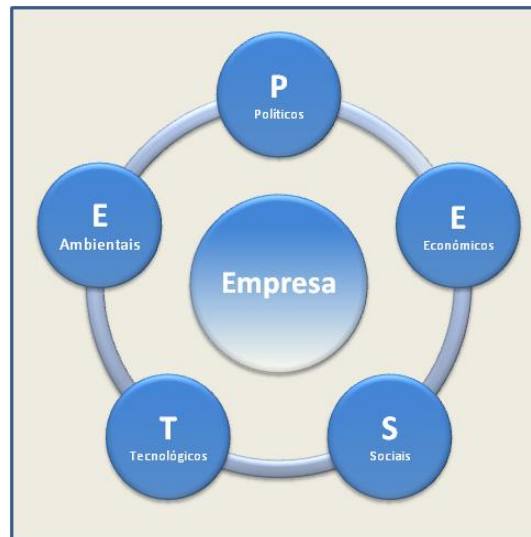 P
Políticos
E
Económicos
S
Sociais
T
Tecnológicos
E
Ambientais
Empresa